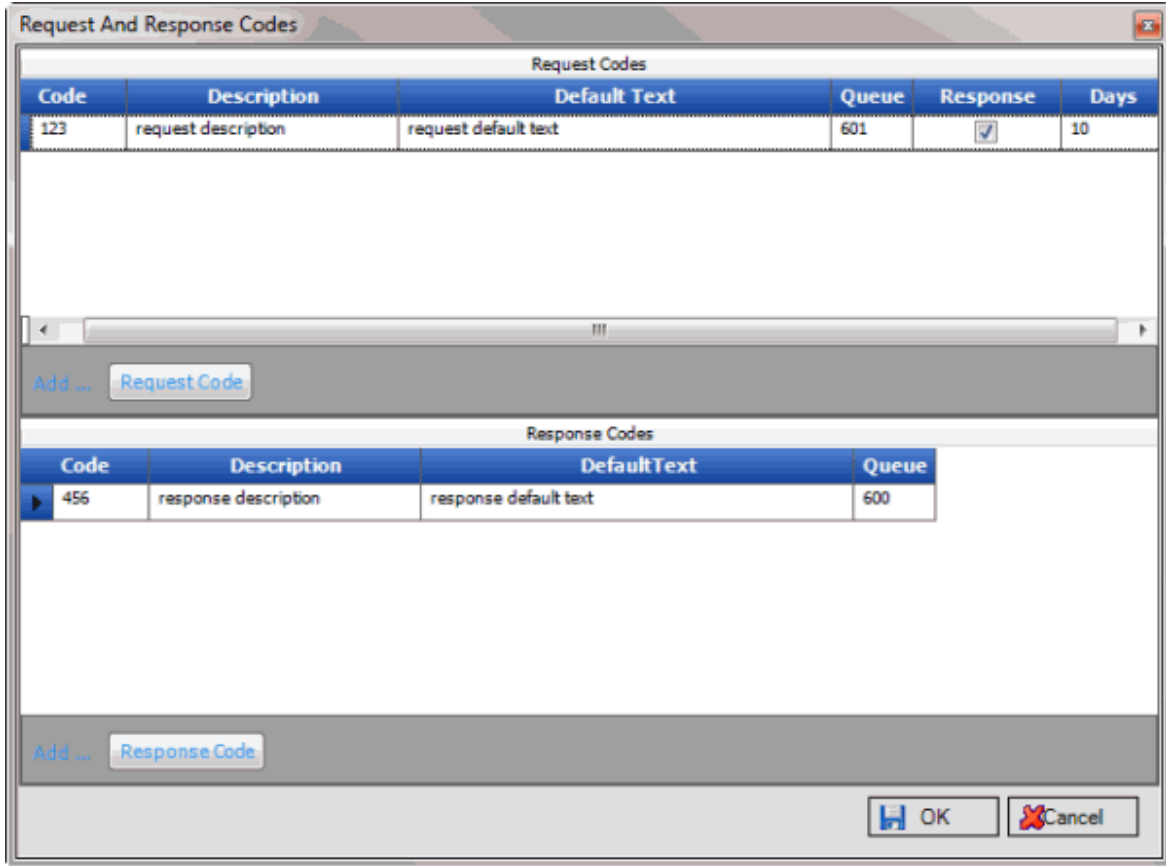 Request And Response Codes
Request Codes
Code Description Default Text Queue Response Days
123 request description request default text 601 10
Add ... Request Code
Response Codes
Code Description DefaultText Queue
456 response description response default text 600
Add ... Response Code
OK Cancel